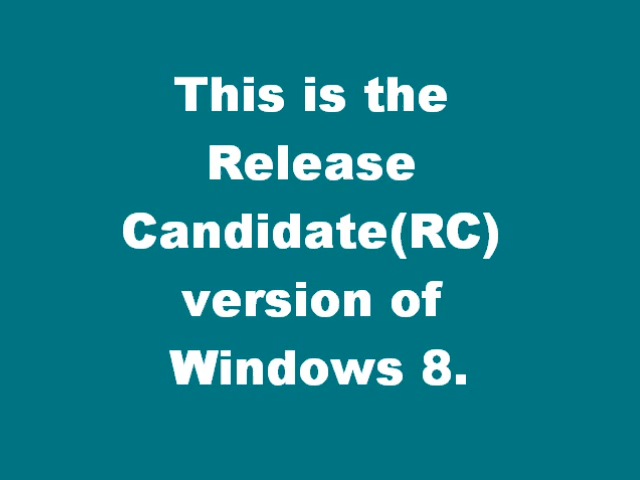 This is the
Release
Candidate(RC)
version of
Windows 8.